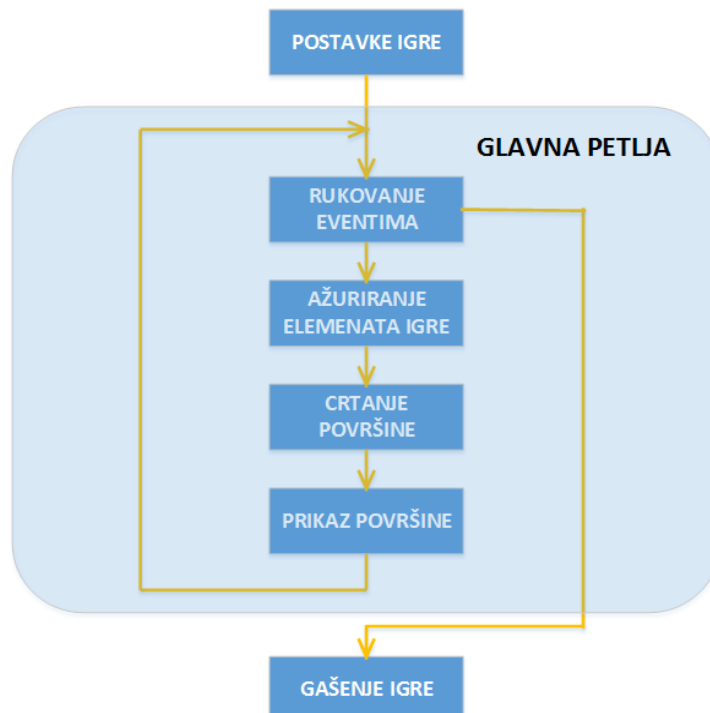 POSTAVKE IGRE
GLAVNA PETLJA
RUKOVANJE
EVENTIMA
AŽURIRANJE
ELEMENATA IGRE
CRTANJE
POVRŠINE
PRIKAZ POVRŠINE
GAŠENJE IGRE